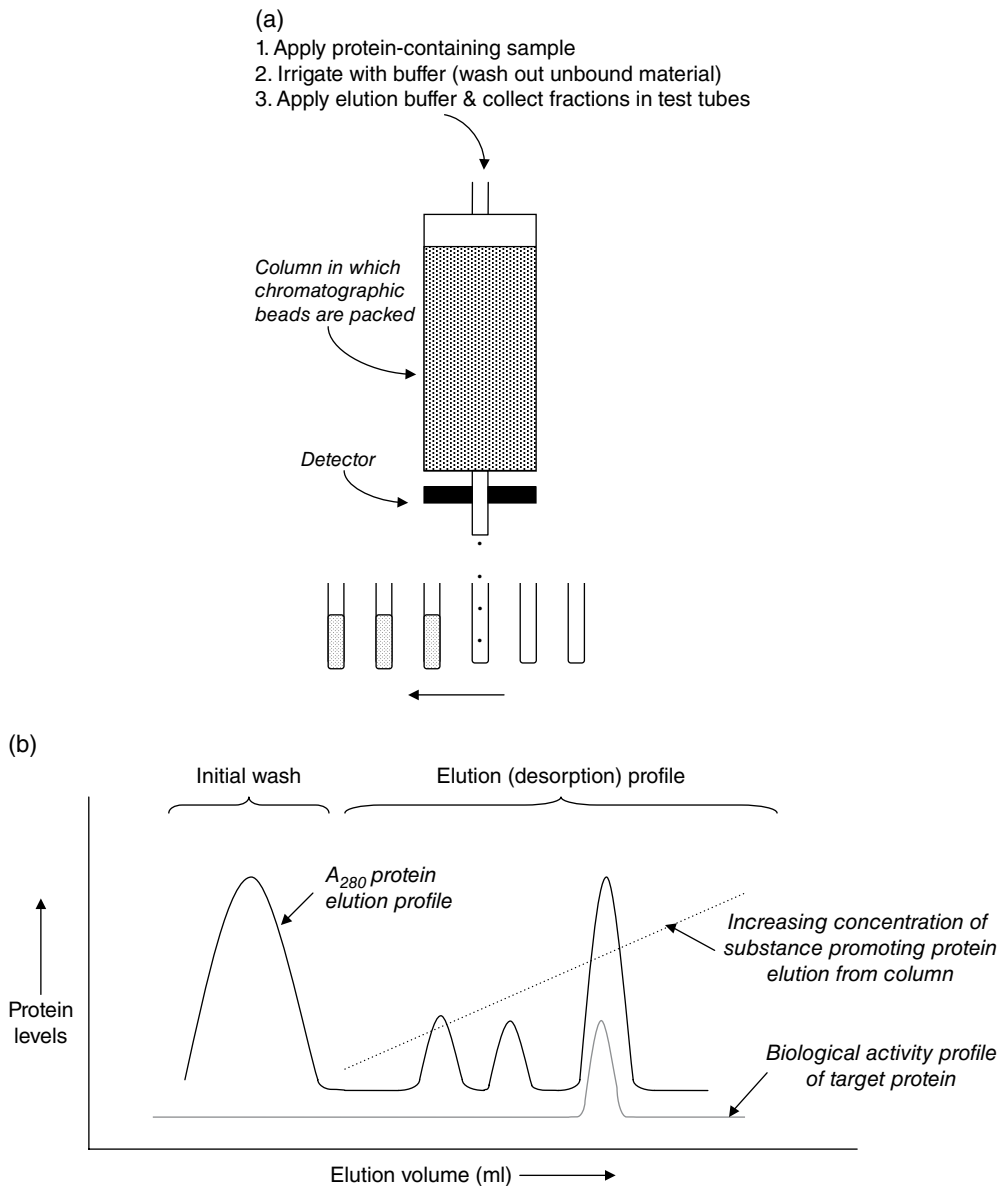 (a)
1. Apply protein-containing sample
2. Irrigate with buffer (wash out unbound material)
3. Apply elution buffer & collect fractions in test tubes
Column in which
chromatographic
beads are packed
Detector
(b)
Initial wash
Elution (desorption) profile
A280 protein
elution profile
Increasing concentration of
substance promoting protein
elution from column
Protein
levels
Biological activity profile
of target protein
Elution volume (ml)